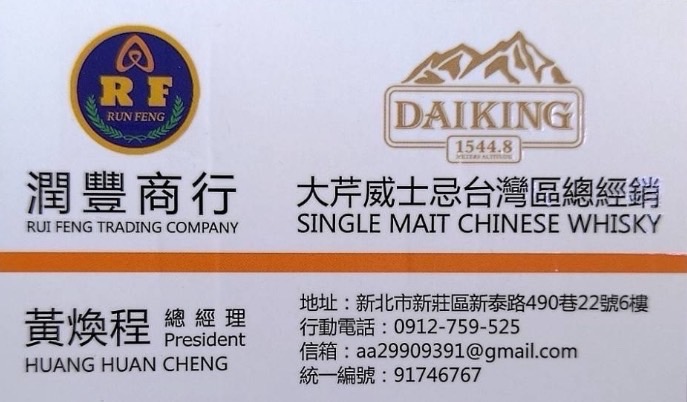 R F
RUN FENG
DAIKING
1544.8
METERS ALTITUDE
潤豐商行
RUI FENG TRADING COMPANY
大芹威士忌台灣區總經銷
SINGLE MAIT CHINESE WHISKY
黃煥程 總經理
President
HUANG HUAN CHENG
地址：新北市新莊區新泰路490巷22號6樓
行動電話：0912-759-525
信箱：aa29909391@gmail.com
統一編號：91746767